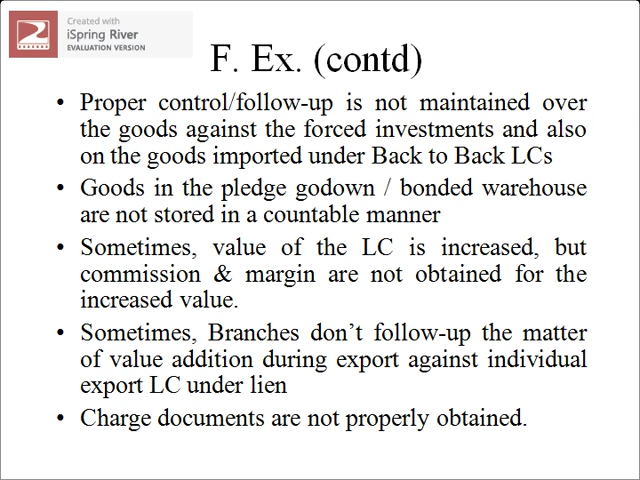 Created with
iSpring River
EVALUATION VERSION
F. Ex. (contd)
• Proper control/follow-up is not maintained over
the goods against the forced investments and also
on the goods imported under Back to Back LCs
• Goods in the pledge godown / bonded warehouse
are not stored in a countable manner
• Sometimes, value of the LC is increased, but
commission & margin are not obtained for the
increased value.
• Sometimes, Branches don’t follow-up the matter
of value addition during export against individual
export LC under lien
• Charge documents are not properly obtained.